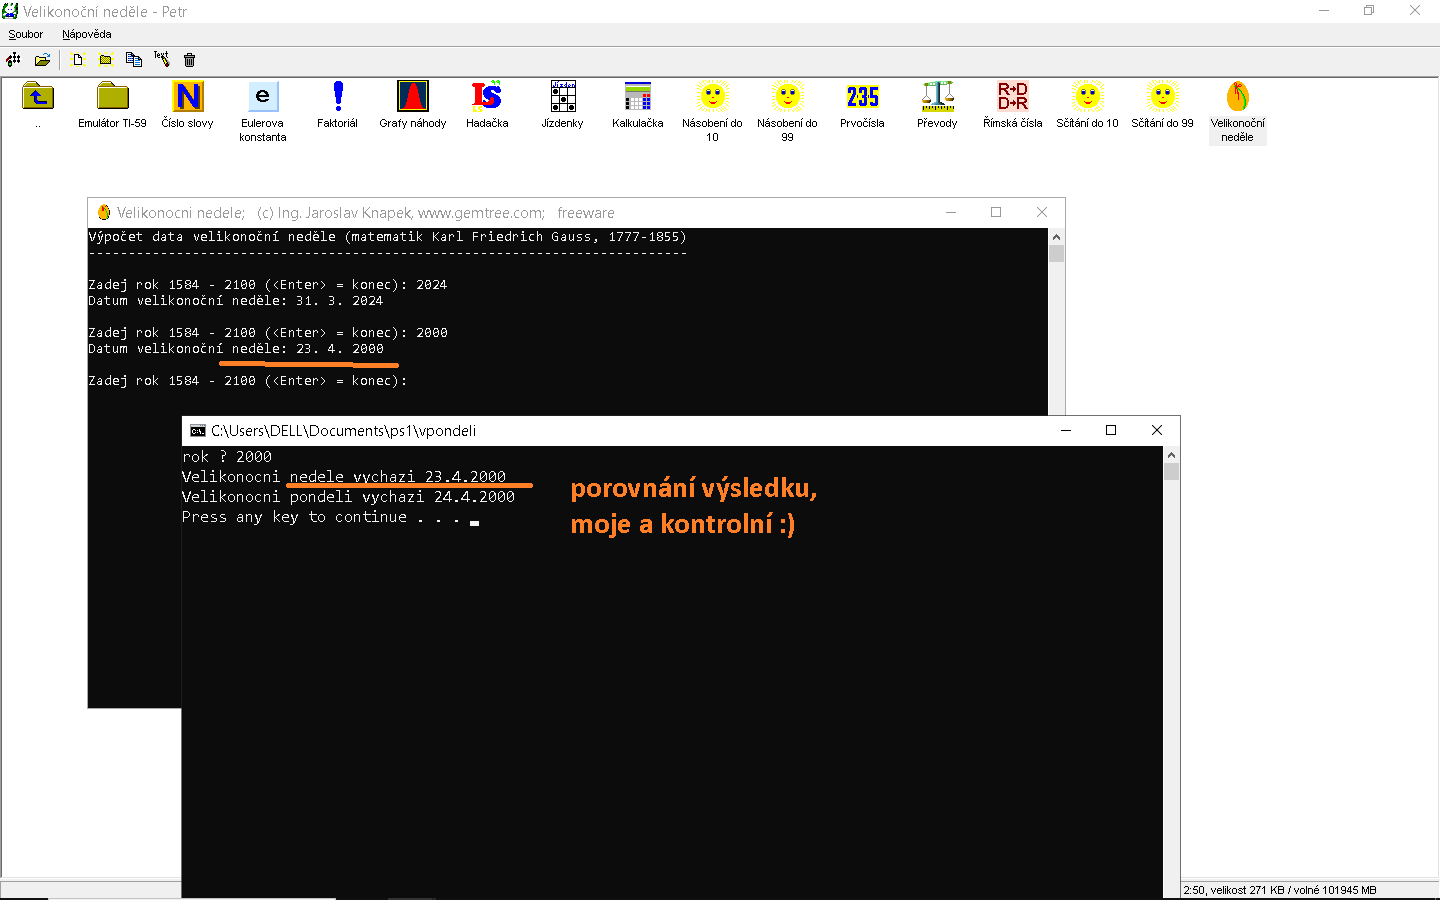 Velikonoční neděle - Petr
Soubor Nápověda
Text
N e ! IŠ Jízden 235 R→D D→R
.. Emulátor TI-59 Číslo slovy Eulerova konstanta Faktoriál Grafy náhody Hadačka Jízdenky Kalkulačka Násobení do 10 Násobení do 99 Prvočísla Převody Římská čísla Sčítání do 10 Sčítání do 99 Velikonoční neděle
Velikonocni nedele; (c) Ing. Jaroslav Knapek, www.gemtree.com; freeware
Výpočet data velikonoční neděle (matematik Karl Friedrich Gauss, 1777-1855)
---------------------------------------------------------------------------
Zadej rok 1584 - 2100 (<Enter> = konec): 2024
Datum velikonoční neděle: 31. 3. 2024
Zadej rok 1584 - 2100 (<Enter> = konec): 2000
Datum velikonoční neděle: 23. 4. 2000
Zadej rok 1584 - 2100 (<Enter> = konec):
C:\Users\DELL\Documents\ps1\vpondeli
rok ? 2000
Velikonocni nedele vychazi 23.4.2000
Velikonocni pondeli vychazi 24.4.2000
Press any key to continue . . .
porovnání výsledku,
moje a kontrolní :)
2:50, velikost 271 KB / volné 101945 MB